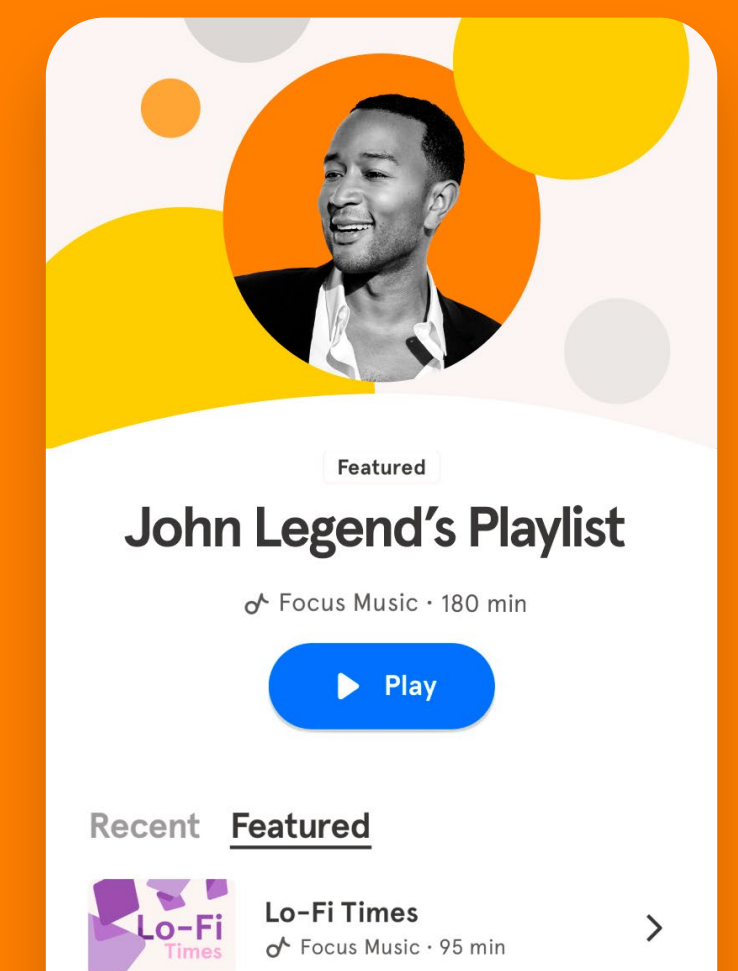 Featured
John Legend’s Playlist
Focus Music · 180 min
Play
Recent Featured
Lo-Fi
Times
Lo-Fi Times
Focus Music · 95 min